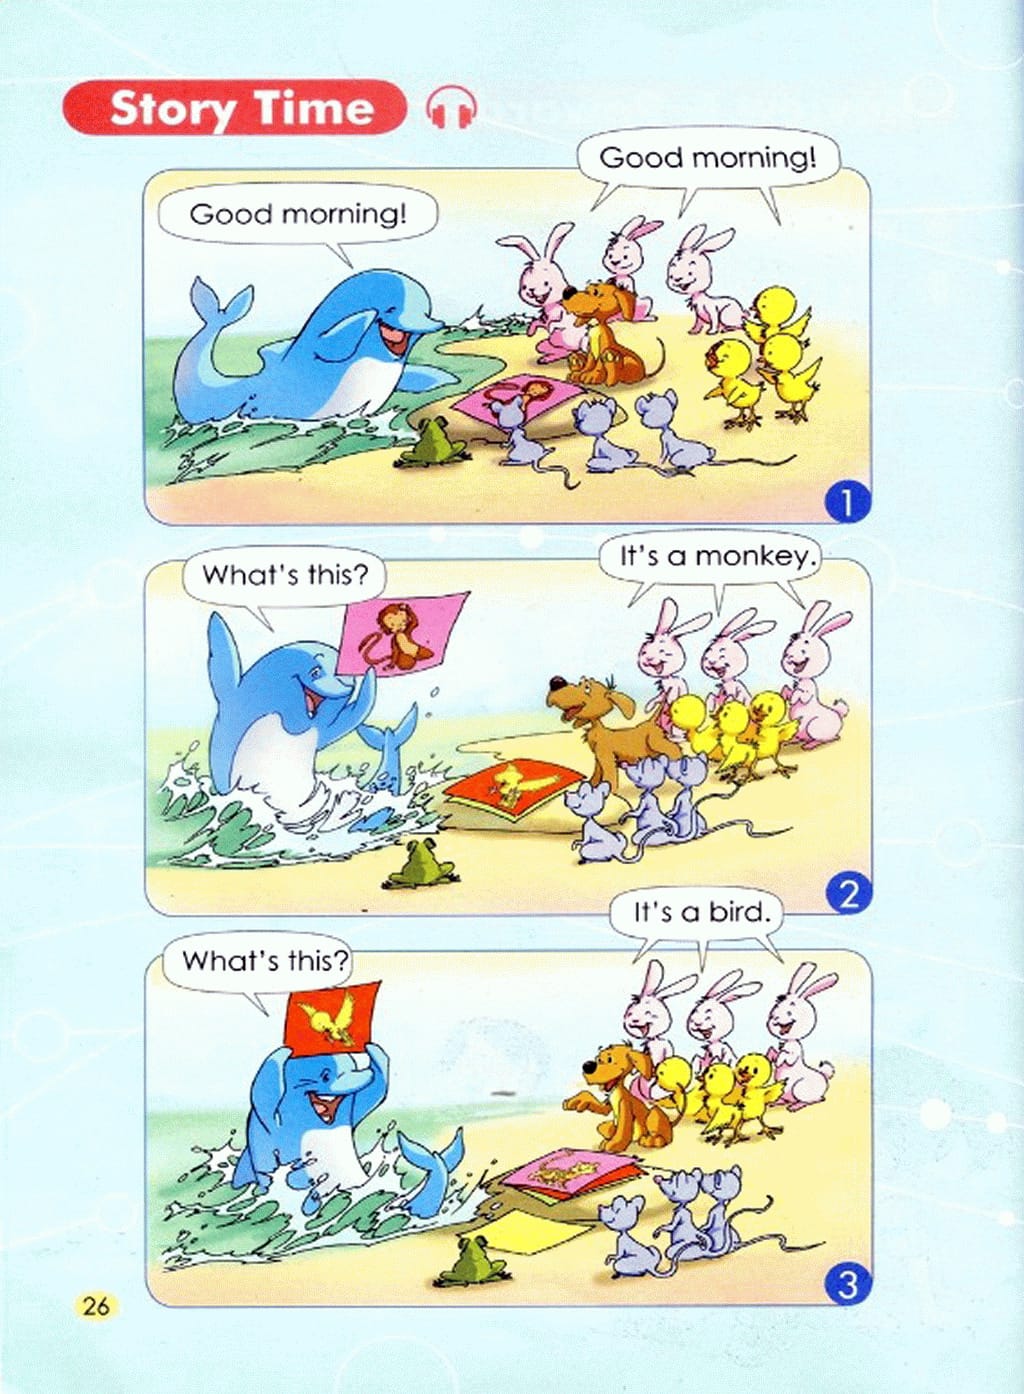 Story Time
Good morning!
Good morning!
1
What's this?
It's a monkey.
2
What's this?
It's a bird.
3
26